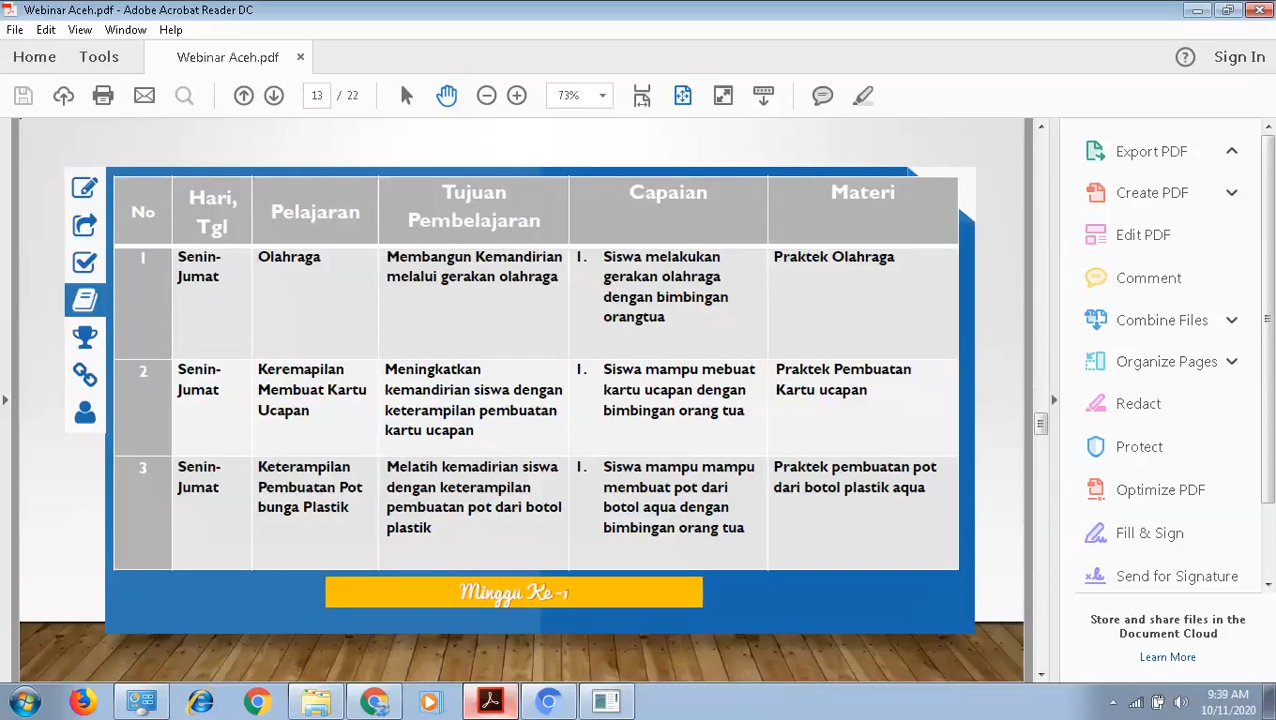 Webinar Aceh.pdf - Adobe Acrobat Reader DC
File Edit View Window Help
Home Tools Webinar Aceh.pdf × Sign In
13 / 22 73%
No Hari, Tgl Pelajaran Tujuan Pembelajaran Capaian Materi
1 Senin- Olahraga Membangun Kemandirian 1. Siswa melakukan Praktek Olahraga
Jumat melalui gerakan olahraga gerakan olahraga
dengan bimbingan
orangtua
2 Senin- Keremapilan Meningkatkan 1. Siswa mampu mebuat Praktek Pembuatan
Jumat Membuat Kartu kemandirian siswa dengan kartu ucapan dengan Kartu ucapan
Ucapan keterampilan pembuatan bimbingan orang tua
kartu ucapan
3 Senin- Keterampilan Melatih kemadirian siswa 1. Siswa mampu mampu Praktek pembuatan pot
Jumat Pembuatan Pot dengan keterampilan membuat pot dari dari botol plastik aqua
bunga Plastik pembuatan pot dari botol botol aqua dengan
plastik bimbingan orang tua
Minggu Ke -1
Export PDF
Create PDF
Edit PDF
Comment
Combine Files
Organize Pages
Redact
Protect
Optimize PDF
Fill & Sign
Send for Signature
Store and share files in the
Document Cloud
Learn More
9:39 AM
10/11/2020